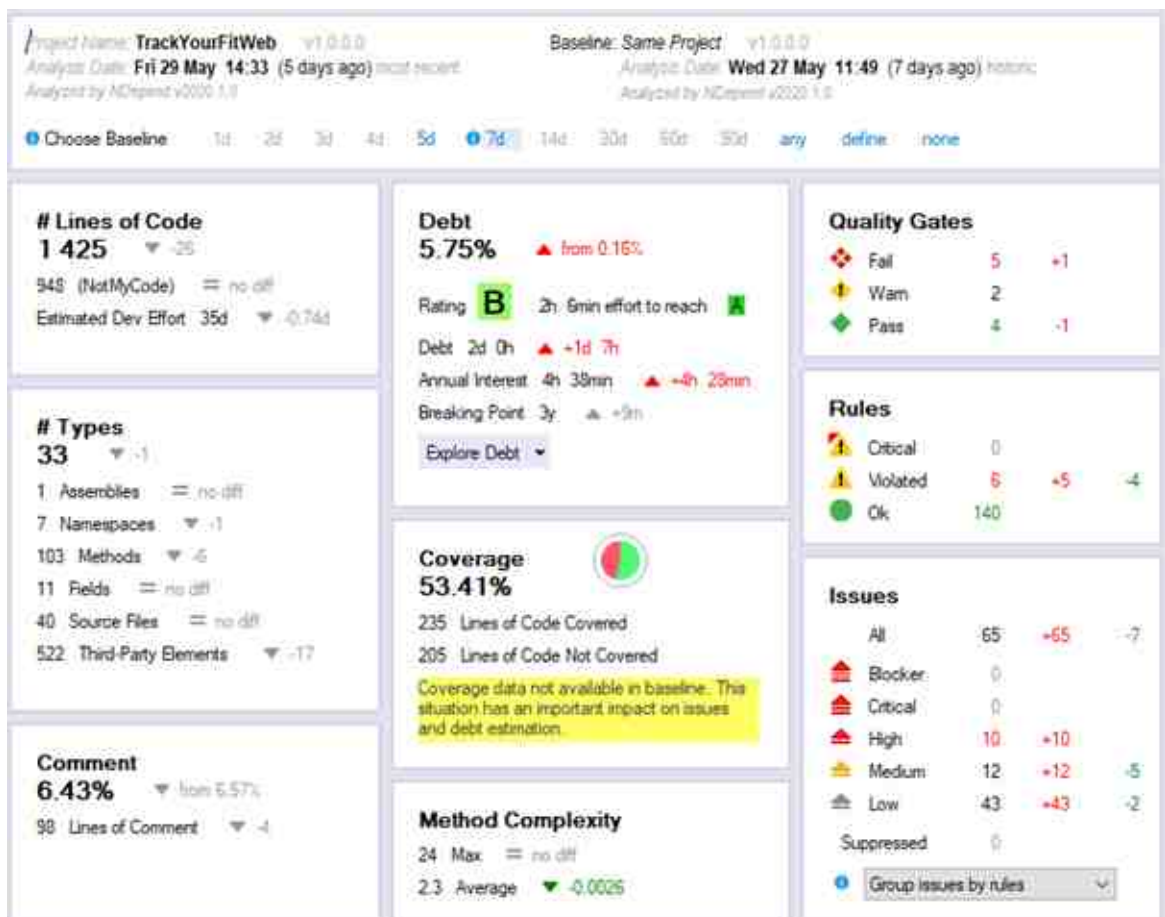 Project Name: TrackYourFitWeb v1.0.0.0
Analysis Date: Fri 29 May 14:33 (5 days ago) most recent
Analyzed by NDepend v2020.1.0
Baseline: Same Project v1.0.0.0
Analysis Date: Wed 27 May 11:49 (7 days ago) historic
Analyzed by NDepend v2020.1.0
Choose Baseline 1d 2d 3d 4d 5d 7d 14d 30d 60d 90d any define none
# Lines of Code
1 425 -26
948 (NotMyCode) no diff
Estimated Dev Effort 35d -0.74d
# Types
33 -1
1 Assemblies no diff
7 Namespaces -1
103 Methods -6
11 Fields no diff
40 Source Files no diff
522 Third-Party Elements -17
Comment
6.43% from 6.57%
98 Lines of Comment -4
Debt
5.75% from 0.16%
Rating B 2h 6min effort to reach A
Debt 2d 0h +1d 7h
Annual Interest 4h 38min +4h 28min
Breaking Point 3y +9m
Explore Debt
Coverage
53.41%
235 Lines of Code Covered
205 Lines of Code Not Covered
Coverage data not available in baseline. This
situation has an important impact on issues
and debt estimation.
Method Complexity
24 Max no diff
2.3 Average -0.0026
Quality Gates
Fail 5 +1
Warn 2
Pass 4 -1
Rules
Critical 0
Violated 6 +5 -4
Ok 140
Issues
All 65 +65 -7
Blocker 0
Critical 0
High 10 +10
Medium 12 +12 -5
Low 43 +43 -2
Suppressed 0
Group issues by rules